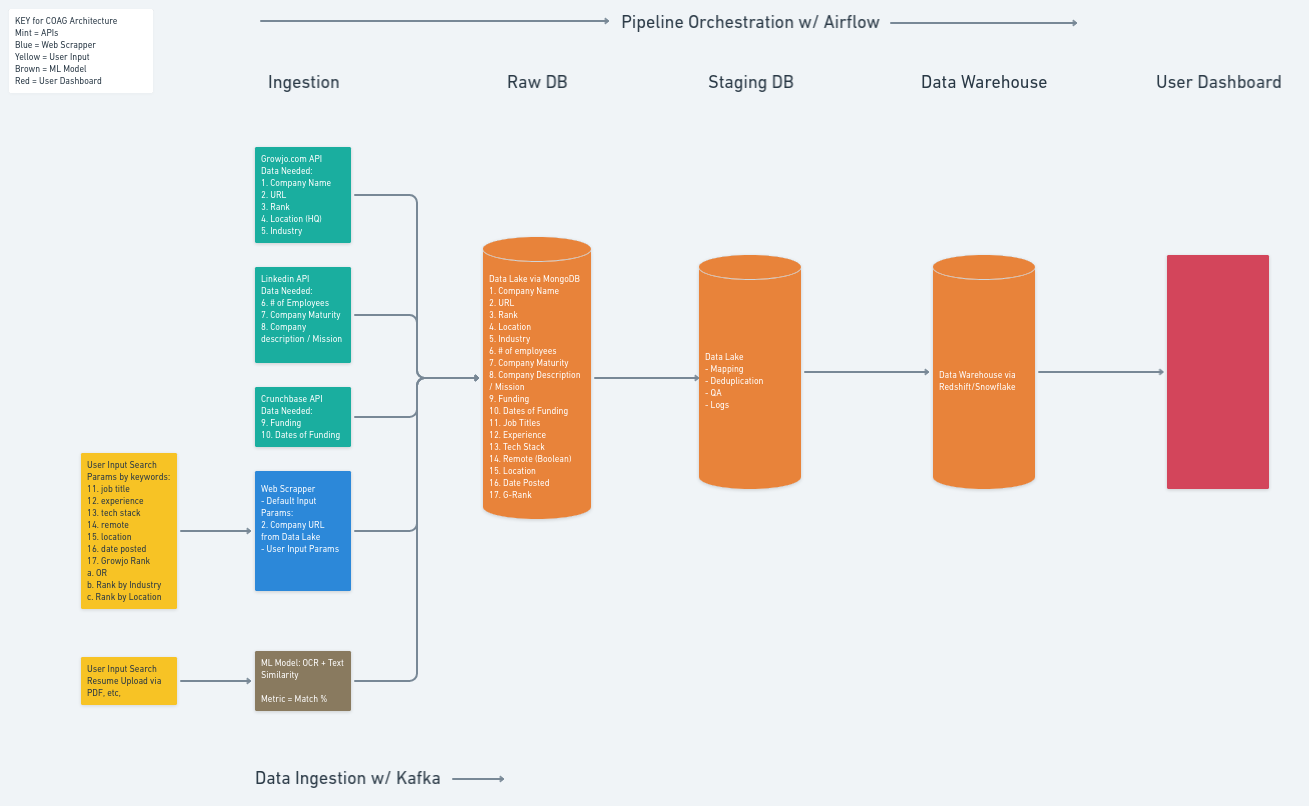 KEY for COAG Architecture
Mint = APIs
Blue = Web Scrapper
Yellow = User Input
Brown = ML Model
Red = User Dashboard
Pipeline Orchestration w/ Airflow
Ingestion
Raw DB
Staging DB
Data Warehouse
User Dashboard
Growjo.com API
Data Needed:
1. Company Name
2. URL
3. Rank
4. Location (HQ)
5. Industry
Linkedin API
Data Needed:
6. # of Employees
7. Company Maturity
8. Company
description / Mission
Crunchbase API
Data Needed:
9. Funding
10. Dates of Funding
User Input Search
Params by keywords:
11. job title
12. experience
13. tech stack
14. remote
15. location
16. date posted
17. Growjo Rank
a. OR
b. Rank by Industry
c. Rank by Location
Web Scrapper
- Default Input
Params:
2. Company URL
from Data Lake
- User Input Params
User Input Search
Resume Upload via
PDF, etc,
ML Model: OCR + Text
Similarity
Metric = Match %
Data Lake via MongoDB
1. Company Name
2. URL
3. Rank
4. Location
5. Industry
6. # of employees
7. Company Maturity
8. Company Description
/ Mission
9. Funding
10. Dates of Funding
11. Job Titles
12. Experience
13. Tech Stack
14. Remote (Boolean)
15. Location
16. Date Posted
17. G-Rank
Data Lake
- Mapping
- Deduplication
- QA
- Logs
Data Warehouse via
Redshift/Snowflake
Data Ingestion w/ Kafka